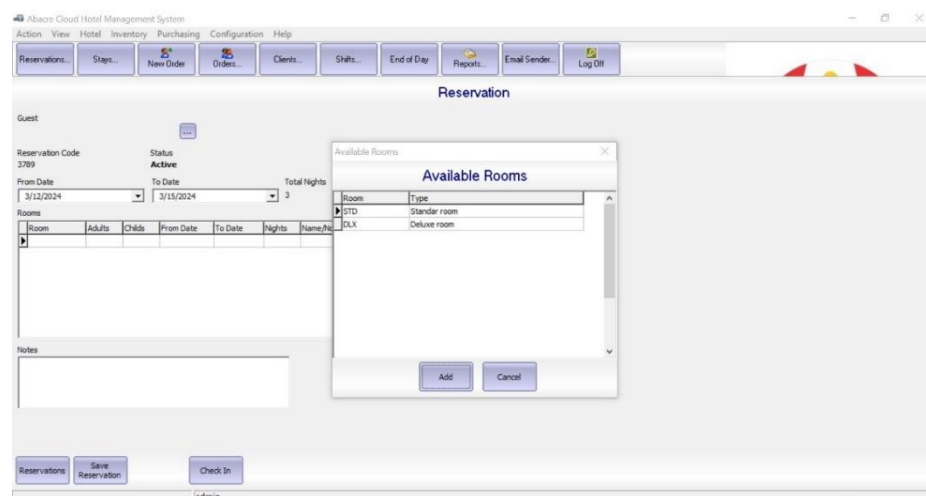 Abacre Cloud Hotel Management System
Action View Hotel Inventory Purchasing Configuration Help
Reservations... Stays... New Order Orders... Clients... Shifts... End of Day Reports... Email Sender... Log Off
Reservation
Guest
...
Reservation Code Status
3789 Active
From Date To Date Total Nights
3/12/2024 3/15/2024 3
Rooms
Room Adults Childs From Date To Date Nights
Notes
Available Rooms
Available Rooms
Room Type
STD Standar room
DLX Deluxe room
Add Cancel
Reservations Save Reservation Check In
admin